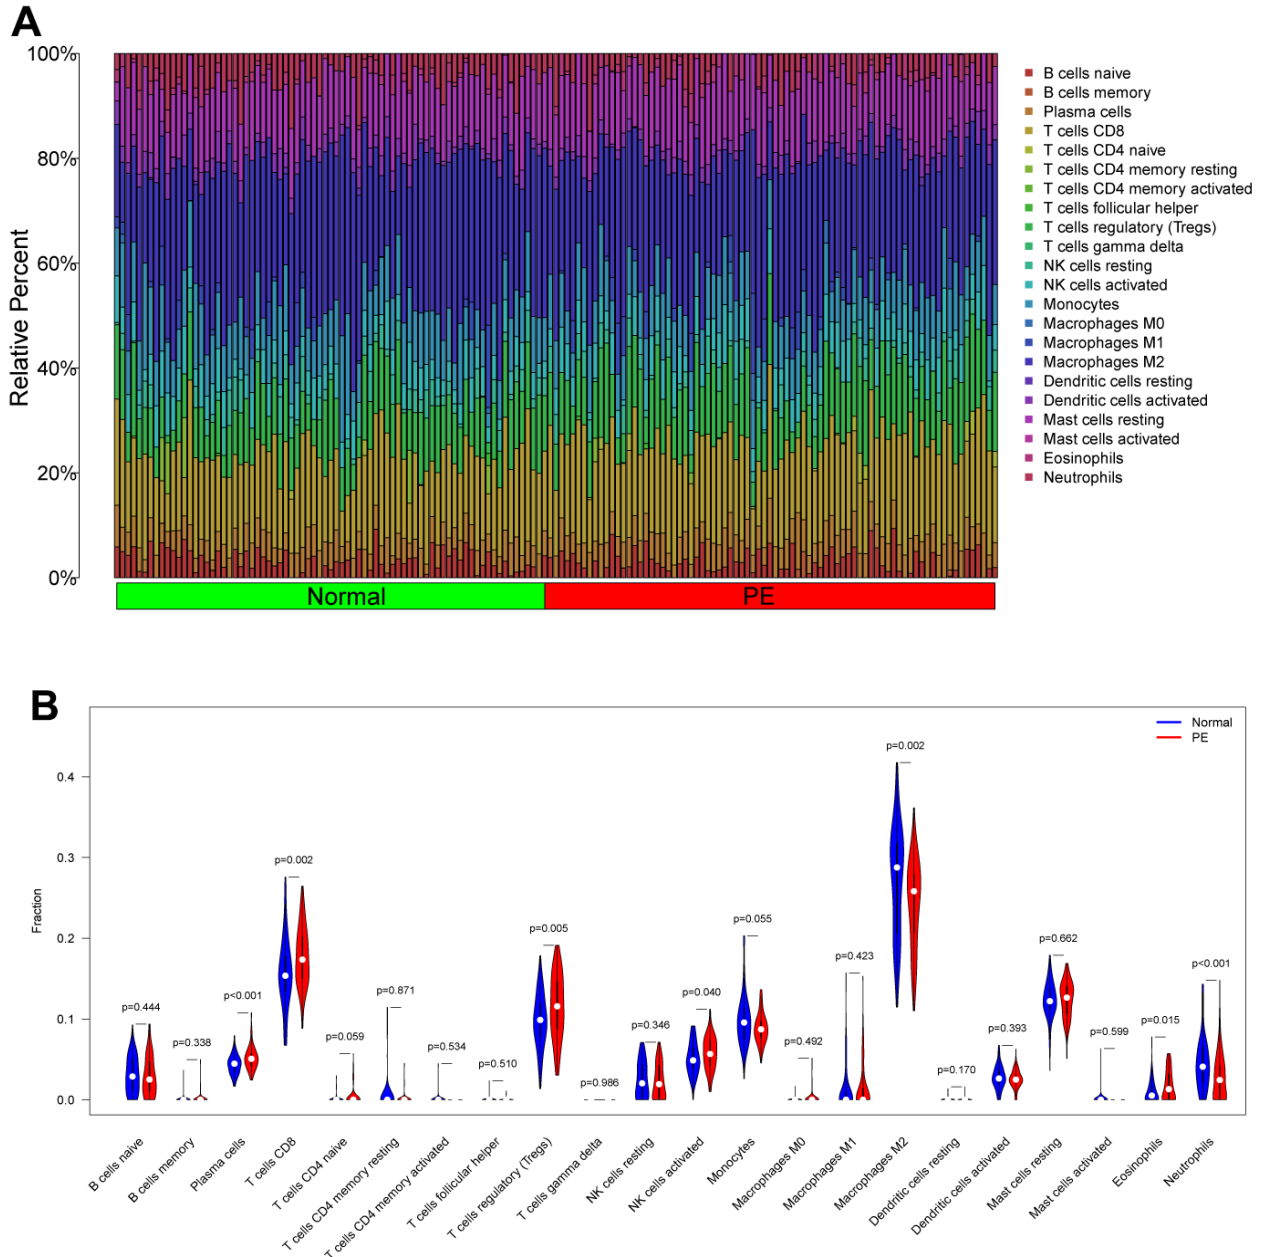 A
100%
80%
60%
40%
20%
0%
Relative Percent
Normal
PE
B cells naive
B cells memory
Plasma cells
T cells CD8
T cells CD4 naive
T cells CD4 memory resting
T cells CD4 memory activated
T cells follicular helper
T cells regulatory (Tregs)
T cells gamma delta
NK cells resting
NK cells activated
Monocytes
Macrophages M0
Macrophages M1
Macrophages M2
Dendritic cells resting
Dendritic cells activated
Mast cells resting
Mast cells activated
Eosinophils
Neutrophils
B
Normal
PE
Fraction
0.4
0.3
0.2
0.1
0.0
p=0.444
p=0.338
p<0.001
p=0.002
p=0.059
p=0.871
p=0.534
p=0.510
p=0.005
p=0.986
p=0.346
p=0.040
p=0.055
p=0.492
p=0.423
p=0.002
p=0.170
p=0.393
p=0.662
p=0.599
p=0.015
p<0.001
B cells naive
B cells memory
Plasma cells
T cells CD8
T cells CD4 naive
T cells CD4 memory resting
T cells CD4 memory activated
T cells follicular helper
T cells regulatory (Tregs)
T cells gamma delta
NK cells resting
NK cells activated
Monocytes
Macrophages M0
Macrophages M1
Macrophages M2
Dendritic cells resting
Dendritic cells activated
Mast cells resting
Mast cells activated
Eosinophils
Neutrophils